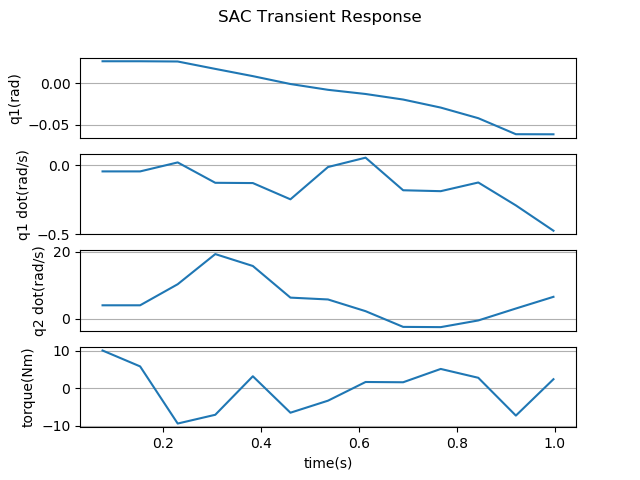 SAC Transient Response
q1(rad)
0.00
−0.05
q1 dot(rad/s)
0.0
−0.5
q2 dot(rad/s)
20
0
torque(Nm)
10
0
−10
0.2 0.4 0.6 0.8 1.0
time(s)